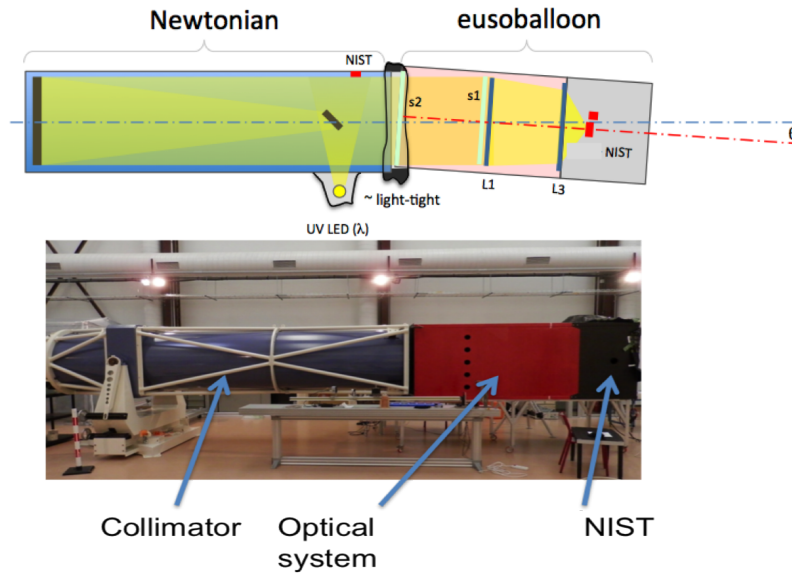 Newtonian
eusoballoon
NIST
s2
s1
θ
NIST
L1
L3
~ light-tight
UV LED (λ)
Collimator
Optical
system
NIST